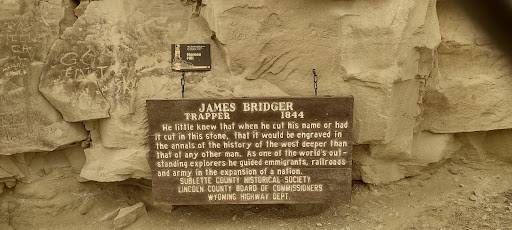 Names
Hill
JAMES BRIDGER
TRAPPER 1844
He little knew that when he cut his name or had
it cut in this stone, that it would be engraved in
the annals of the history of the west deeper than
that of any other man. As one of the world's out-
standing explorers he guided emmigrants, railroads
and army in the expansion of a nation.
SUBLETTE COUNTY HISTORICAL SOCIETY
LINCOLN COUNTY BOARD OF COMMISSIONERS
WYOMING HIGHWAY DEPT.